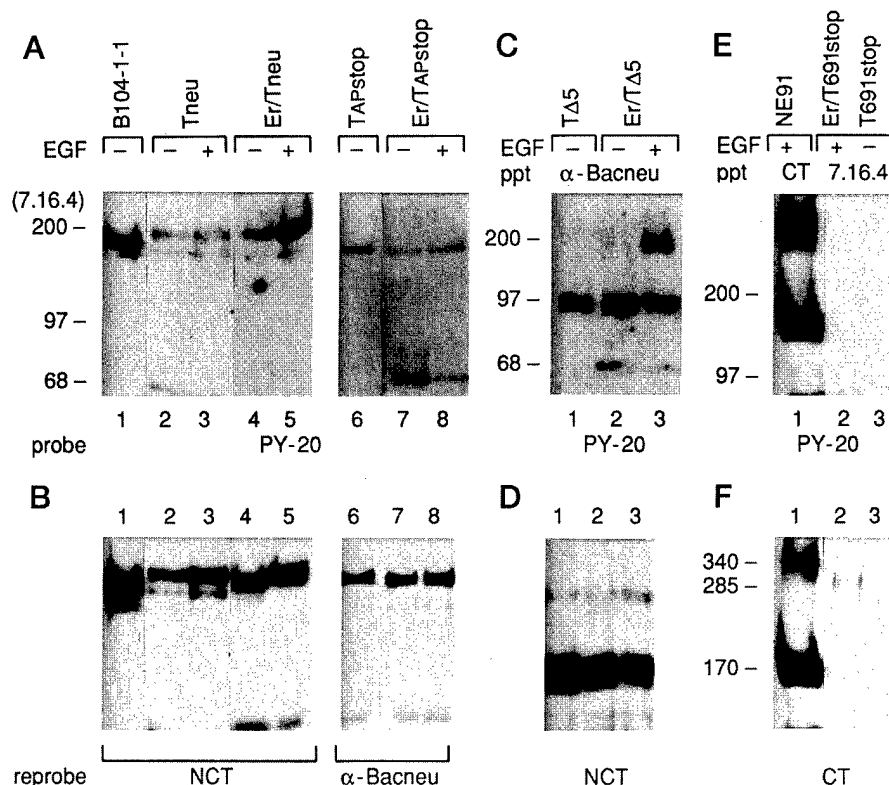 A
B104-1-1
Tneu
Er/Tneu
TAPstop
Er/TAPstop
C
TΔ5
Er/TΔ5
E
NE91
Er/T691stop
T691stop
EGF − − + − + − − +
EGF − − +
EGF + + −
ppt α-Bacneu
ppt CT 7.16.4
(7.16.4)
200 –
97 –
68 –
200 –
97 –
68 –
200 –
97 –
1 2 3 4 5 6 7 8
1 2 3
1 2 3
probe PY-20 PY-20 PY-20
B
1 2 3 4 5 6 7 8
D
1 2 3
F
1 2 3
340 –
285 –
170 –
reprobe NCT α-Bacneu NCT CT